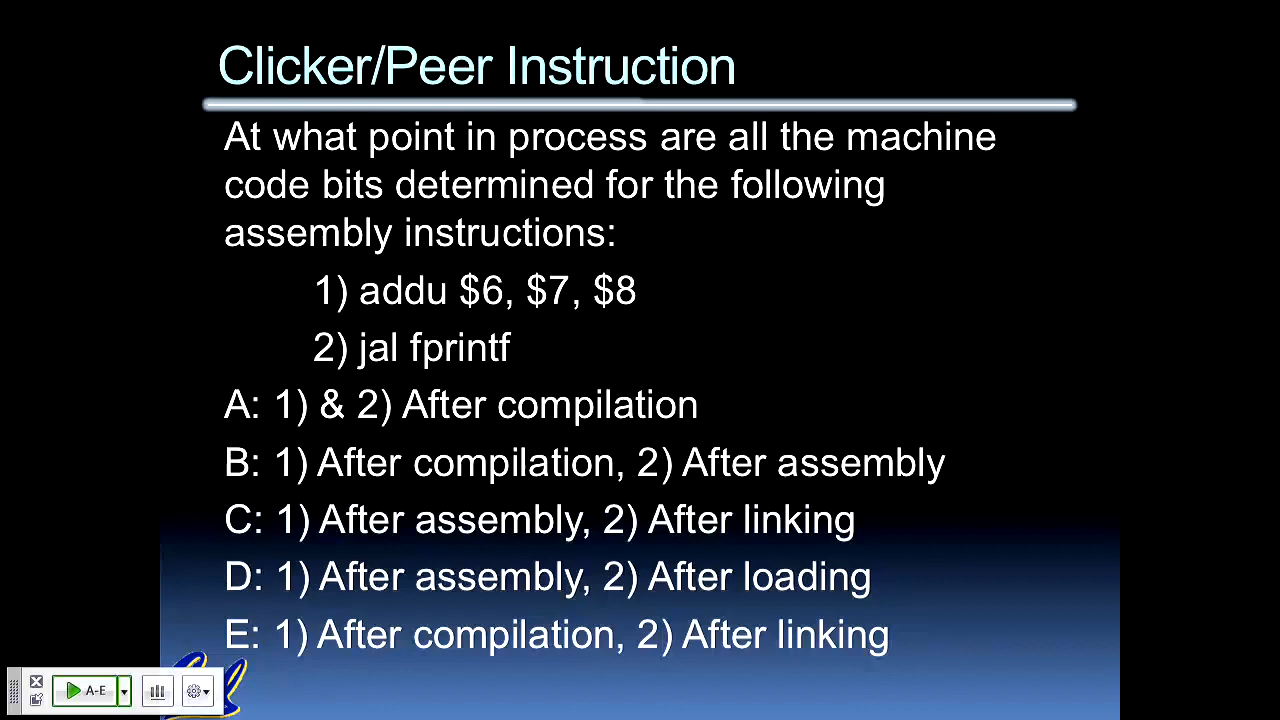 Clicker/Peer Instruction
At what point in process are all the machine
code bits determined for the following
assembly instructions:
1) addu $6, $7, $8
2) jal fprintf
A: 1) & 2) After compilation
B: 1) After compilation, 2) After assembly
C: 1) After assembly, 2) After linking
D: 1) After assembly, 2) After loading
E: 1) After compilation, 2) After linking
A-E